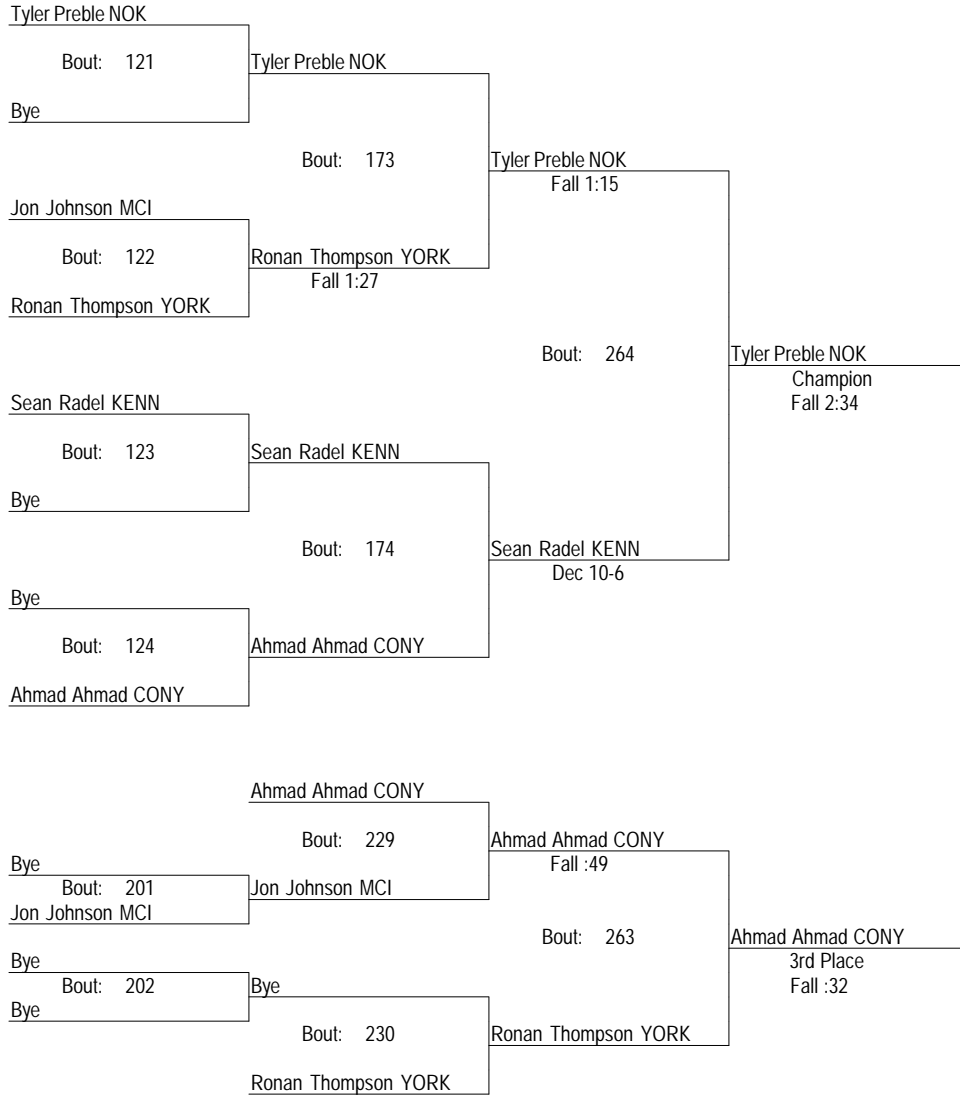 Tyler Preble NOK
Bout: 121
Tyler Preble NOK
Bye
Bout: 173
Tyler Preble NOK
Fall 1:15
Jon Johnson MCI
Bout: 122
Ronan Thompson YORK
Fall 1:27
Ronan Thompson YORK
Bout: 264
Tyler Preble NOK
Champion
Fall 2:34
Sean Radel KENN
Bout: 123
Sean Radel KENN
Bye
Bout: 174
Sean Radel KENN
Dec 10-6
Bye
Bout: 124
Ahmad Ahmad CONY
Ahmad Ahmad CONY
Ahmad Ahmad CONY
Bout: 229
Ahmad Ahmad CONY
Fall :49
Bye
Bout: 201
Jon Johnson MCI
Jon Johnson MCI
Bout: 263
Ahmad Ahmad CONY
3rd Place
Fall :32
Bye
Bout: 202
Bye
Bye
Bout: 230
Ronan Thompson YORK
Ronan Thompson YORK